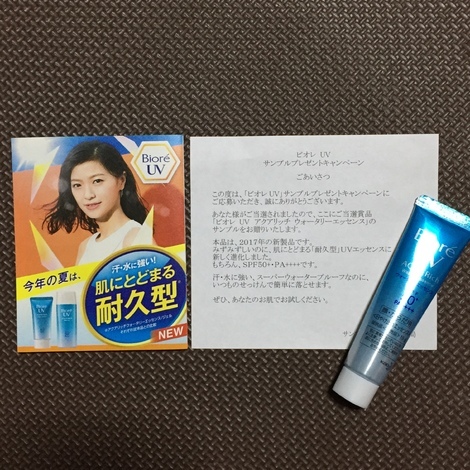 Bioré
UV
汗・水に強い!
今年の夏は、
肌にとどまる
耐久型
NEW
ビオレ UV
サンプルプレゼントキャンペーン
ごあいさつ
この度は、「ビオレUV」サンプルプレゼントキャンペーンに
ご応募いただき、誠にありがとうございます。
あなた様がご当選されましたので、ここにご当選賞品
「ビオレ UV アクアリッチ ウォータリーエッセンス」の
サンプルをお贈りいたします。
本品は、2017年の新製品です。
みずみずしいのに、肌にとどまる「耐久型」UVエッセンスに
新しく進化しました。
もちろん、SPF50+・PA++++です。
汗・水に強い、スーパーウォータープルーフなのに、
いつものせっけんで簡単に落とせます。
ぜひ、あなたのお肌でお試しください。
サン
Bioré
UV